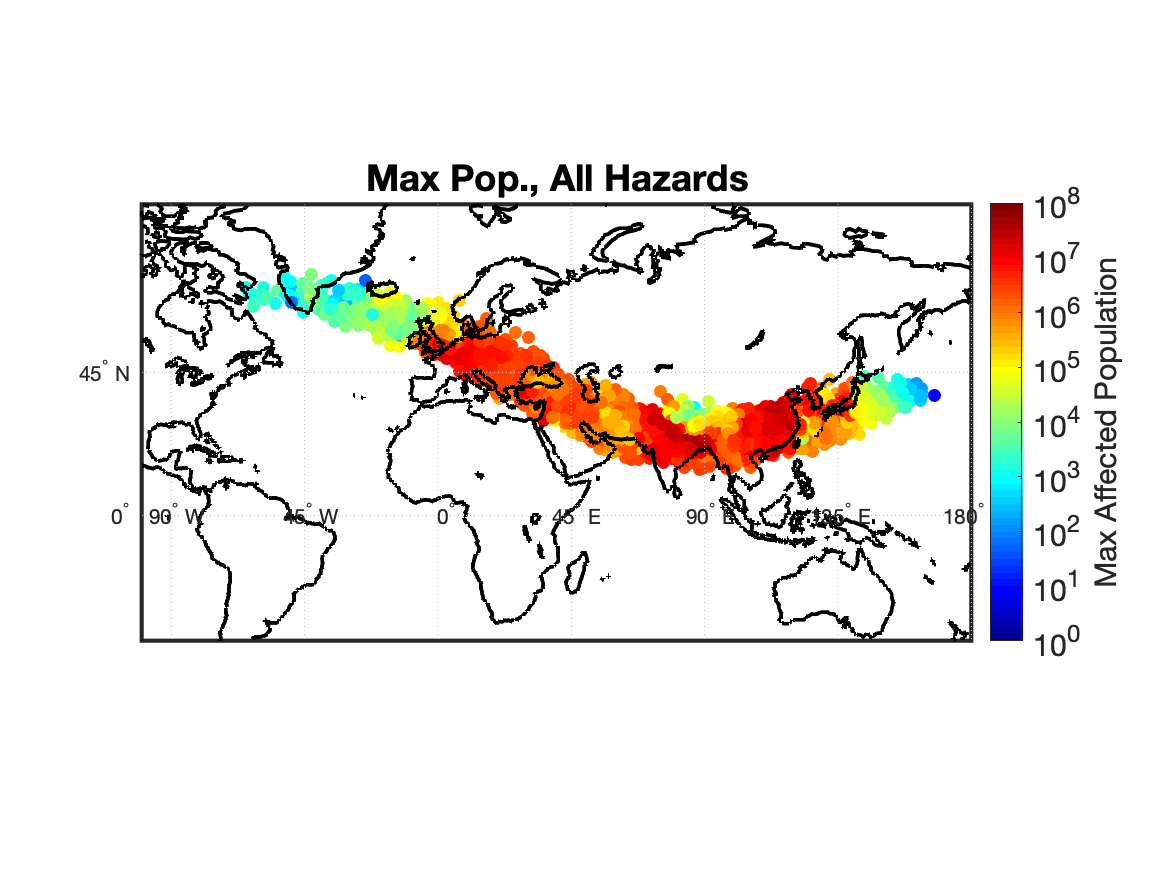 Max Pop., All Hazards
10^8
10^7
10^6
10^5
10^4
10^3
10^2
10^1
10^0
Max Affected Population
45° N
0°
90° W
45° W
0°
45° E
90° E
135° E
180°